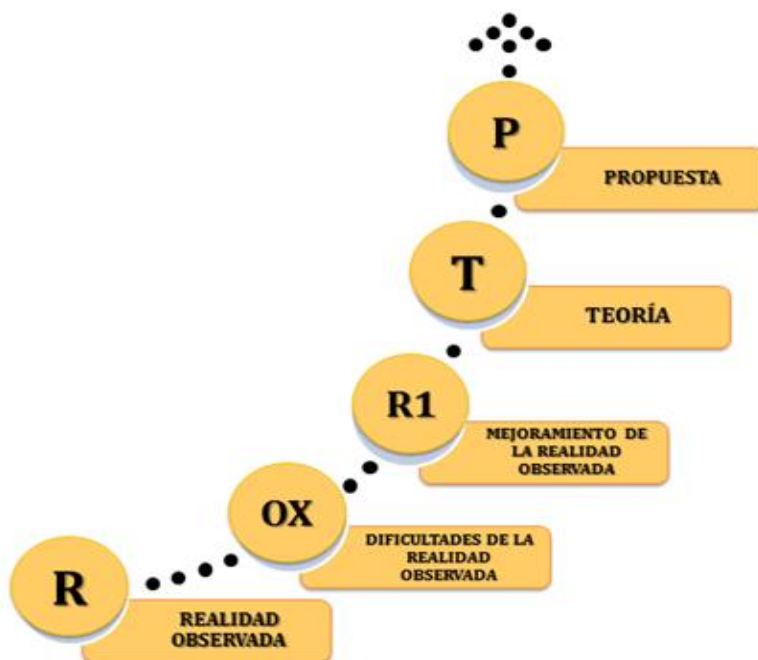 P
PROPUESTA
T
TEORÍA
R1
MEJORAMIENTO DE
LA REALIDAD
OBSERVADA
OX
DIFICULTADES DE LA
REALIDAD
OBSERVADA
R
REALIDAD
OBSERVADA